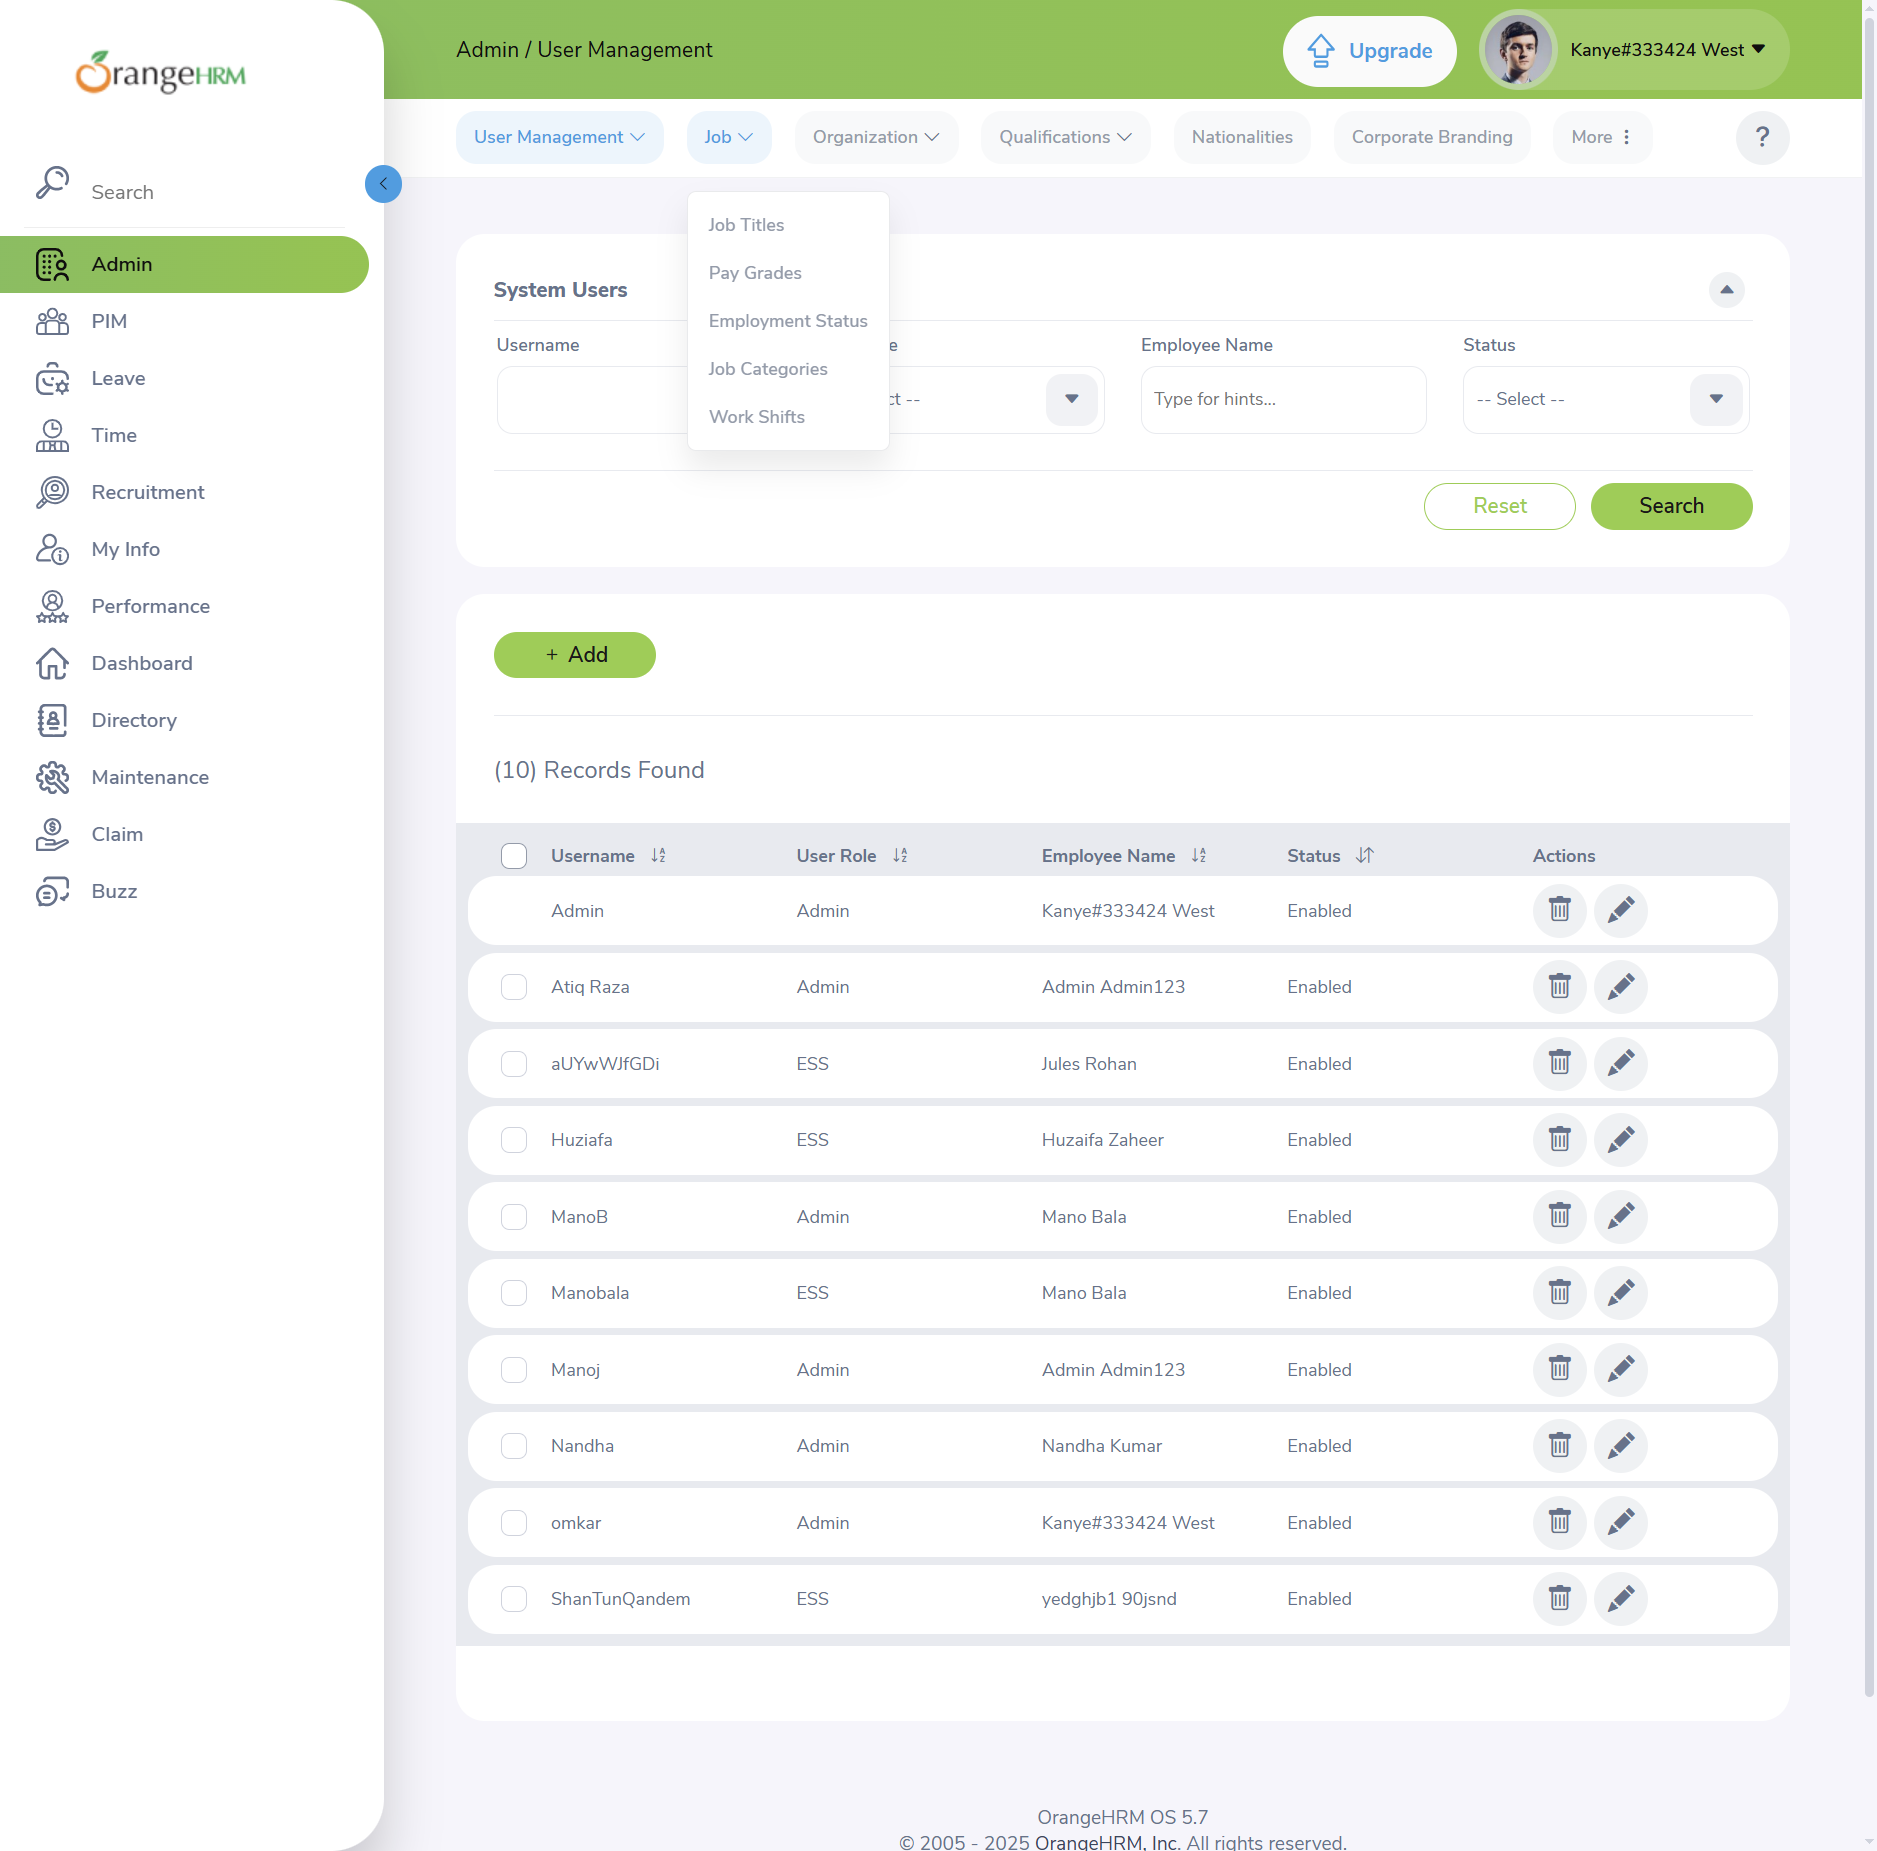 OrangeHRM
Admin / User Management
Upgrade
Kanye#333424 West
Search
Admin
PIM
Leave
Time
Recruitment
My Info
Performance
Dashboard
Directory
Maintenance
Claim
Buzz
User Management
Job
Organization
Qualifications
Nationalities
Corporate Branding
More
?
Job Titles
Pay Grades
Employment Status
Job Categories
Work Shifts
System Users
Username
Employee Name
Status
Type for hints...
-- Select --
Reset
Search
+ Add
(10) Records Found
Username User Role Employee Name Status Actions
Admin Admin Kanye#333424 West Enabled
Atiq Raza Admin Admin Admin123 Enabled
aUYwWJfGDi ESS Jules Rohan Enabled
Huziafa ESS Huzaifa Zaheer Enabled
ManoB Admin Mano Bala Enabled
Manobala ESS Mano Bala Enabled
Manoj Admin Admin Admin123 Enabled
Nandha Admin Nandha Kumar Enabled
omkar Admin Kanye#333424 West Enabled
ShanTunQandem ESS yedghjb1 90jsnd Enabled
OrangeHRM OS 5.7
© 2005 - 2025 OrangeHRM, Inc. All rights reserved.